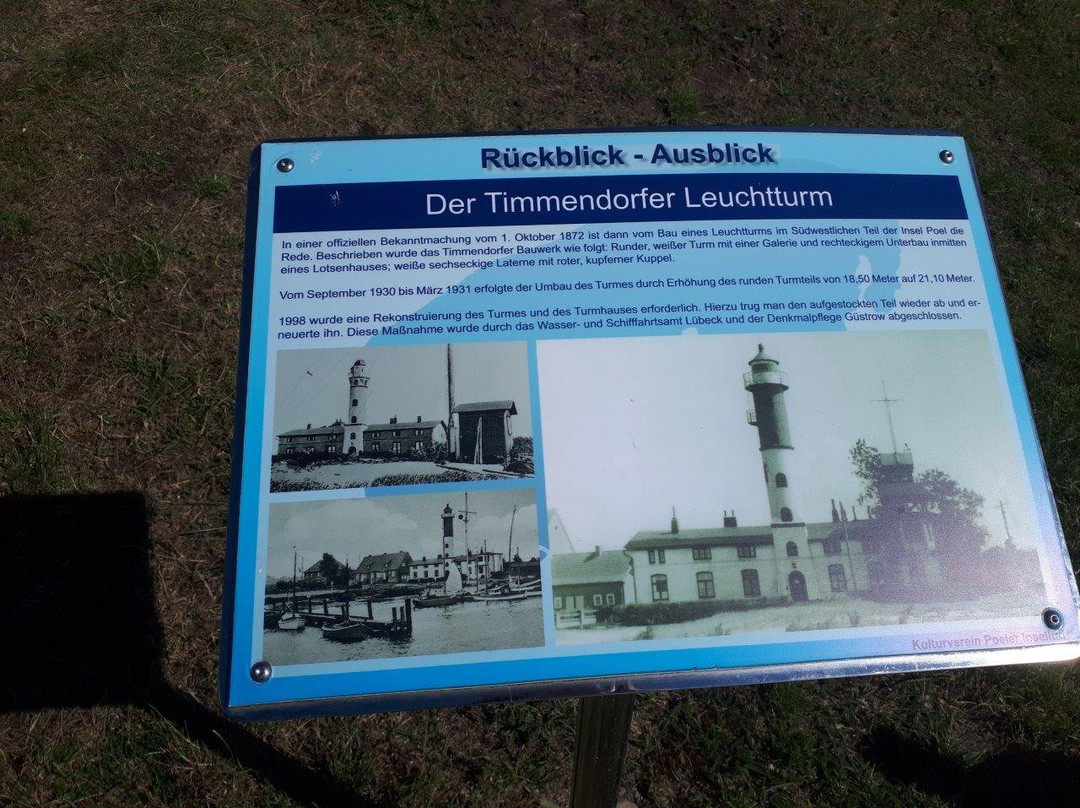 Rückblick - Ausblick
Der Timmendorfer Leuchtturm
In einer offiziellen Bekanntmachung vom 1. Oktober 1872 ist dann vom Bau eines Leuchtturms im Südwestlichen Teil der Insel Poel die
Rede. Beschrieben wurde das Timmendorfer Bauwerk wie folgt: Runder, weißer Turm mit einer Galerie und rechteckigem Unterbau inmitten
eines Lotsenhauses; weiße sechseckige Laterne mit roter, kupferner Kuppel.
Vom September 1930 bis März 1931 erfolgte der Umbau des Turmes durch Erhöhung des runden Turmteils von 18,50 Meter auf 21,10 Meter.
1998 wurde eine Rekonstruierung des Turmes und des Turmhauses erforderlich. Hierzu trug man den aufgestockten Teil wieder ab und er-
neuerte ihn. Diese Maßnahme wurde durch das Wasser- und Schifffahrtsamt Lübeck und der Denkmalpflege Güstrow abgeschlossen.
Kulturverein Poeler